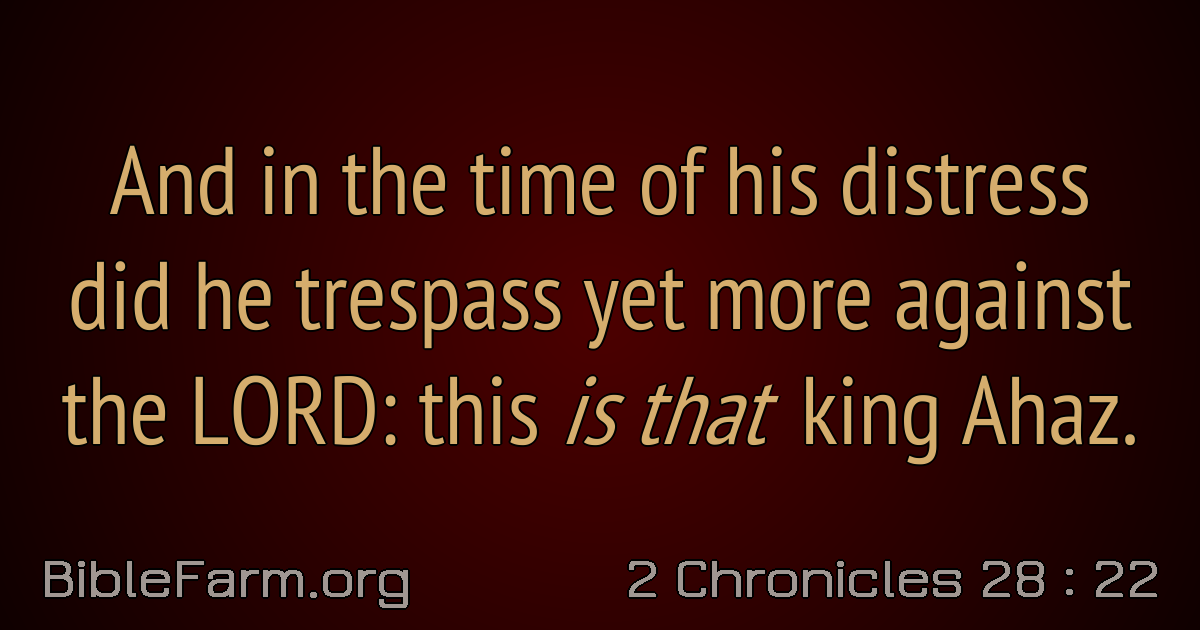 And in the time of his distress
did he trespass yet more against
the LORD: this is that king Ahaz.
BibleFarm.org
2 Chronicles 28 : 22